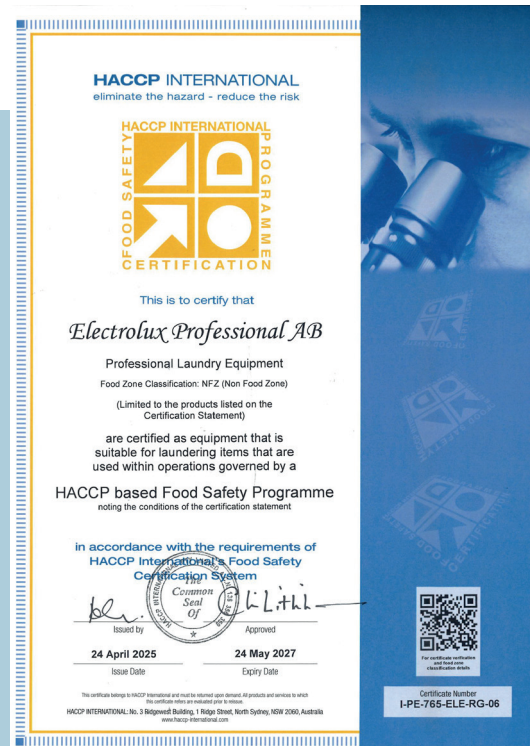 HACCP INTERNATIONAL
eliminate the hazard - reduce the risk
HACCP INTERNATIONAL
FOOD SAFETY
PROGRAMME
CERTIFICATION
This is to certify that
Electrolux Professional AB
Professional Laundry Equipment
Food Zone Classification: NFZ (Non Food Zone)
(Limited to the products listed on the
Certification Statement)
are certified as equipment that is
suitable for laundering items that are
used within operations governed by a
HACCP based Food Safety Programme
noting the conditions of the certification statement
in accordance with the requirements of
HACCP International's Food Safety
Certification System
The
Common
Seal
Of
Issued by
Approved
24 April 2025
24 May 2027
Issue Date
Expiry Date
This certificate belongs to HACCP International and must be returned upon demand. All products and services to which
this certificate refers are evaluated prior to reissue.
HACCP INTERNATIONAL: No. 3 Ridgewest Building, 1 Ridge Street, North Sydney, NSW 2060, Australia
www.haccp-international.com
For certificate verification
and food zone
classification details
Certificate Number
I-PE-765-ELE-RG-06